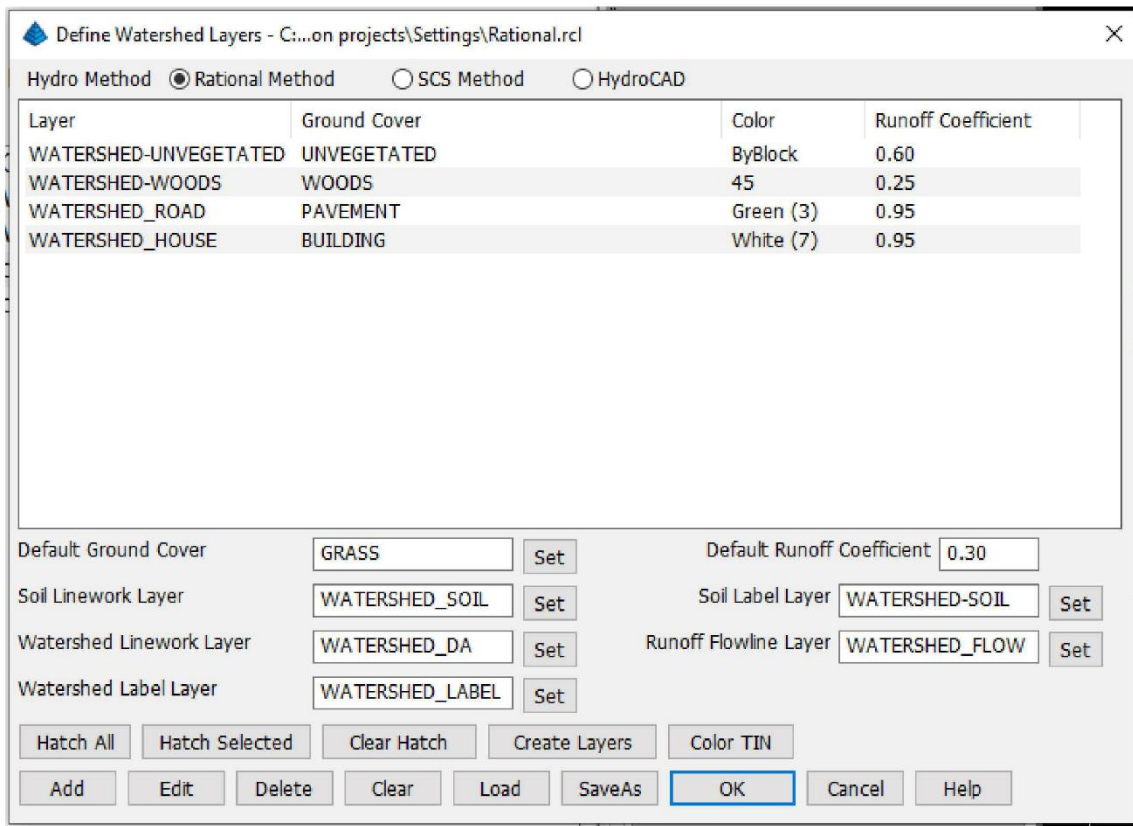 Define Watershed Layers - C:...on projects\Settings\Rational.rcl
Hydro Method Rational Method SCS Method HydroCAD
Layer Ground Cover Color Runoff Coefficient
WATERSHED-UNVEGETATED UNVEGETATED ByBlock 0.60
WATERSHED-WOODS WOODS 45 0.25
WATERSHED_ROAD PAVEMENT Green (3) 0.95
WATERSHED_HOUSE BUILDING White (7) 0.95
Default Ground Cover GRASS Set Default Runoff Coefficient 0.30
Soil Linework Layer WATERSHED_SOIL Set Soil Label Layer WATERSHED-SOIL Set
Watershed Linework Layer WATERSHED_DA Set Runoff Flowline Layer WATERSHED_FLOW Set
Watershed Label Layer WATERSHED_LABEL Set
Hatch All Hatch Selected Clear Hatch Create Layers Color TIN
Add Edit Delete Clear Load SaveAs OK Cancel Help